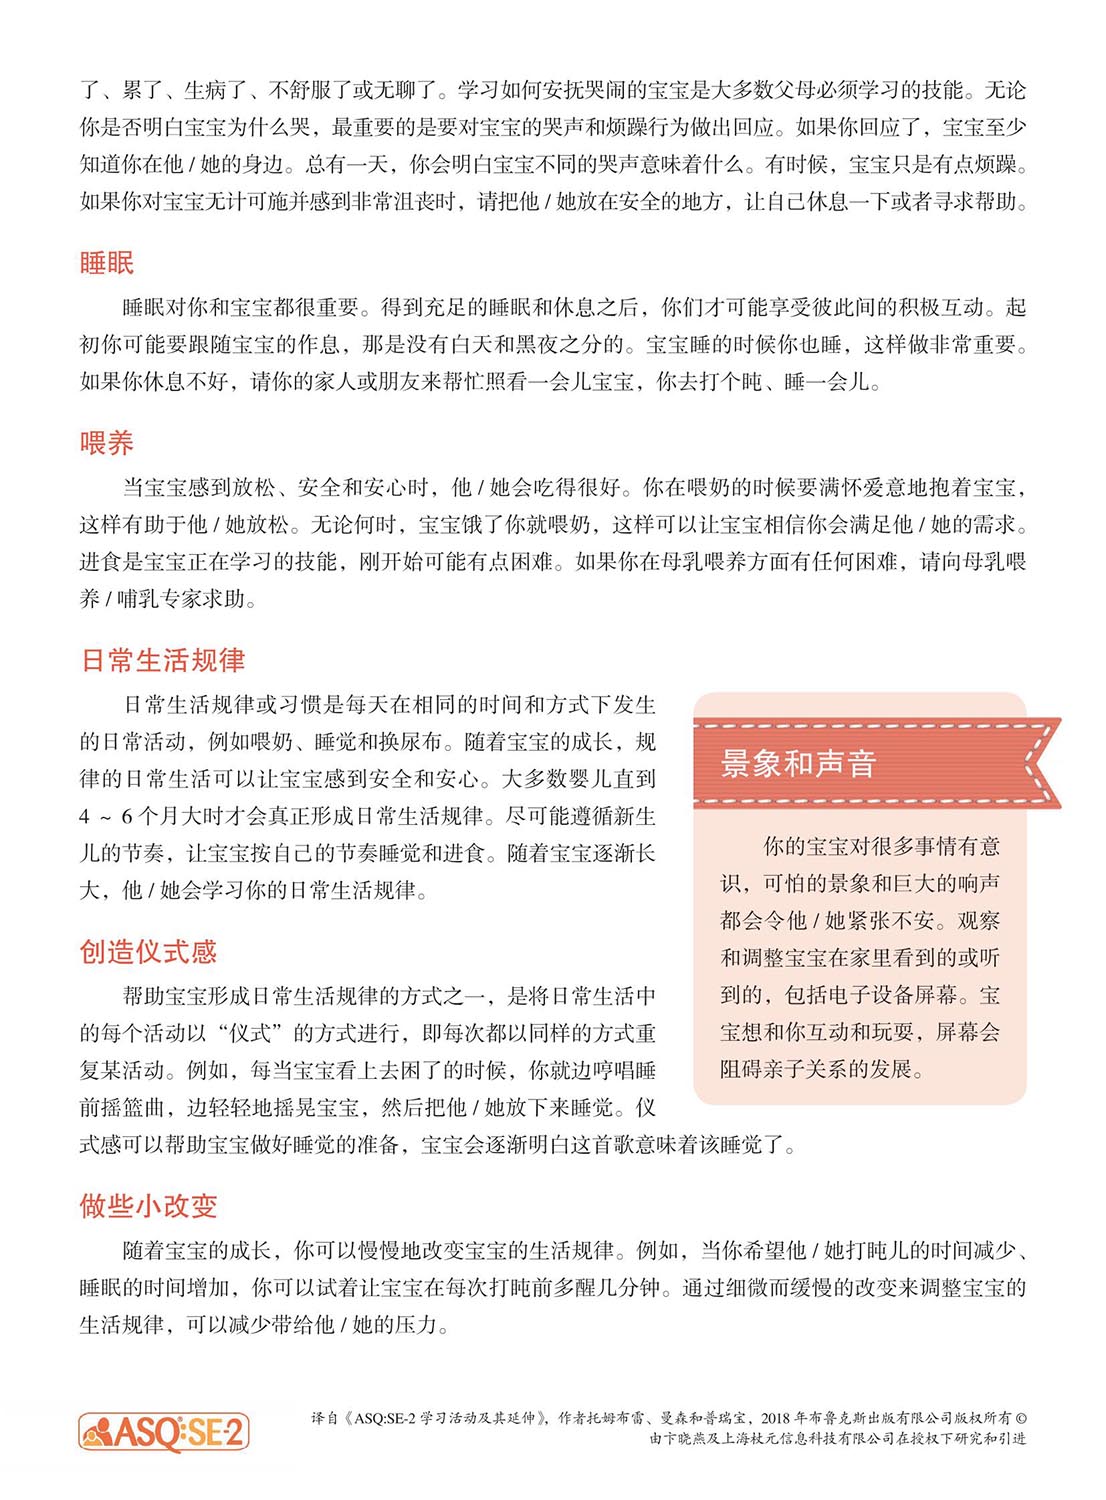 了、累了、生病了、不舒服了或无聊了。学习如何安抚哭闹的宝宝是大多数父母必须学习的技能。无论
你是否明白宝宝为什么哭，最重要的是要对宝宝的哭声和烦躁行为做出回应。如果你回应了，宝宝至少
知道你在他 / 她的身边。总有一天，你会明白宝宝不同的哭声意味着什么。有时候，宝宝只是有点烦躁。
如果你对宝宝无计可施并感到非常沮丧时，请把他 / 她放在安全的地方，让自己休息一下或者寻求帮助。
睡眠
睡眠对你和宝宝都很重要。得到充足的睡眠和休息之后，你们才可能享受彼此间的积极互动。起
初你可能要跟随宝宝的作息，那是没有白天和黑夜之分的。宝宝睡的时候你也睡，这样做非常重要。
如果你休息不好，请你的家人或朋友来帮忙照看一会儿宝宝，你去打个盹、睡一会儿。
喂养
当宝宝感到放松、安全和安心时，他 / 她会吃得很好。你在喂奶的时候要满怀爱意地抱着宝宝，
这样有助于他 / 她放松。无论何时，宝宝饿了你就喂奶，这样可以让宝宝相信你会满足他 / 她的需求。
进食是宝宝正在学习的技能，刚开始可能有点困难。如果你在母乳喂养方面有任何困难，请向母乳喂
养 / 哺乳专家求助。
日常生活规律
日常生活规律或习惯是每天在相同的时间和方式下发生
的日常活动，例如喂奶、睡觉和换尿布。随着宝宝的成长，规
律的日常生活可以让宝宝感到安全和安心。大多数婴儿直到
4 ~ 6 个月大时才会真正形成日常生活规律。尽可能遵循新生
儿的节奏，让宝宝按自己的节奏睡觉和进食。随着宝宝逐渐长
大，他 / 她会学习你的日常生活规律。
景象和声音
你的宝宝对很多事情有意
识，可怕的景象和巨大的响声
都会令他 / 她紧张不安。观察
和调整宝宝在家里看到的或听
到的，包括电子设备屏幕。宝
宝想和你互动和玩耍，屏幕会
阻碍亲子关系的发展。
创造仪式感
帮助宝宝形成日常生活规律的方式之一，是将日常生活中
的每个活动以“仪式”的方式进行，即每次都以同样的方式重
复某活动。例如，每当宝宝看上去困了的时候，你就边哼唱睡
前摇篮曲，边轻轻地摇晃宝宝，然后把他 / 她放下来睡觉。仪
式感可以帮助宝宝做好睡觉的准备，宝宝会逐渐明白这首歌意味着该睡觉了。
做些小改变
随着宝宝的成长，你可以慢慢地改变宝宝的生活规律。例如，当你希望他 / 她打盹儿的时间减少、
睡眠的时间增加，你可以试着让宝宝在每次打盹前多醒几分钟。通过细微而缓慢的改变来调整宝宝的
生活规律，可以减少带给他 / 她的压力。
ASQ:SE-2
译自《ASQ:SE-2 学习活动及其延伸》，作者托姆布雷、曼森和普瑞宝，2018 年布鲁克斯出版有限公司版权所有 ©
由卞晓燕及上海杖元信息科技有限公司在授权下研究和引进